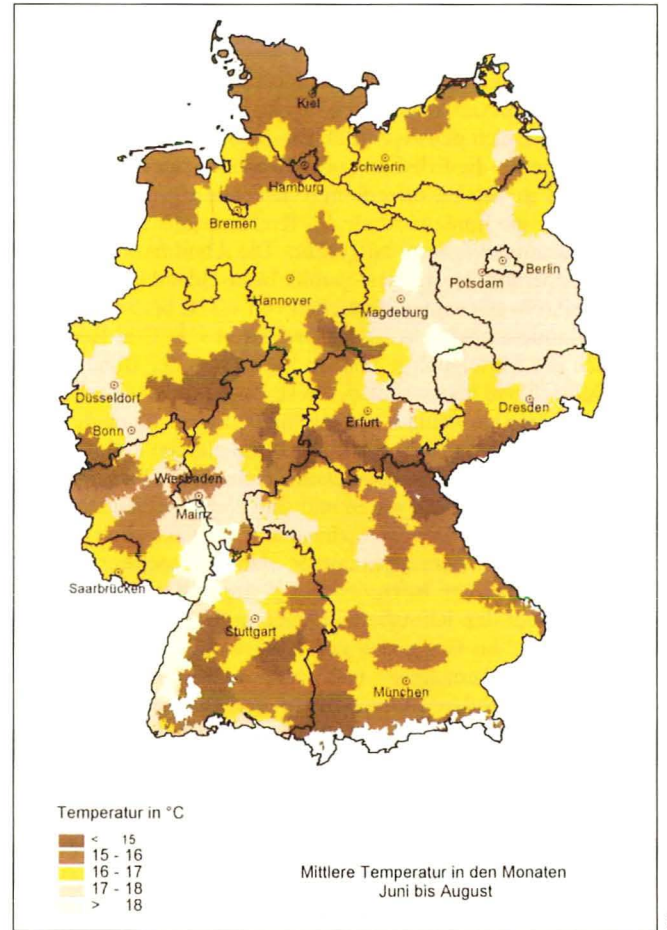 Kiel
Schwerin
Hamburg
Bremen
Berlin
Potsdam
Hannover
Magdeburg
Düsseldorf
Dresden
Erfurt
Bonn
Wiesbaden
Mainz
Saarbrücken
Stuttgart
München
Temperatur in °C
< 15
15 - 16
16 - 17
17 - 18
> 18
Mittlere Temperatur in den Monaten
Juni bis August